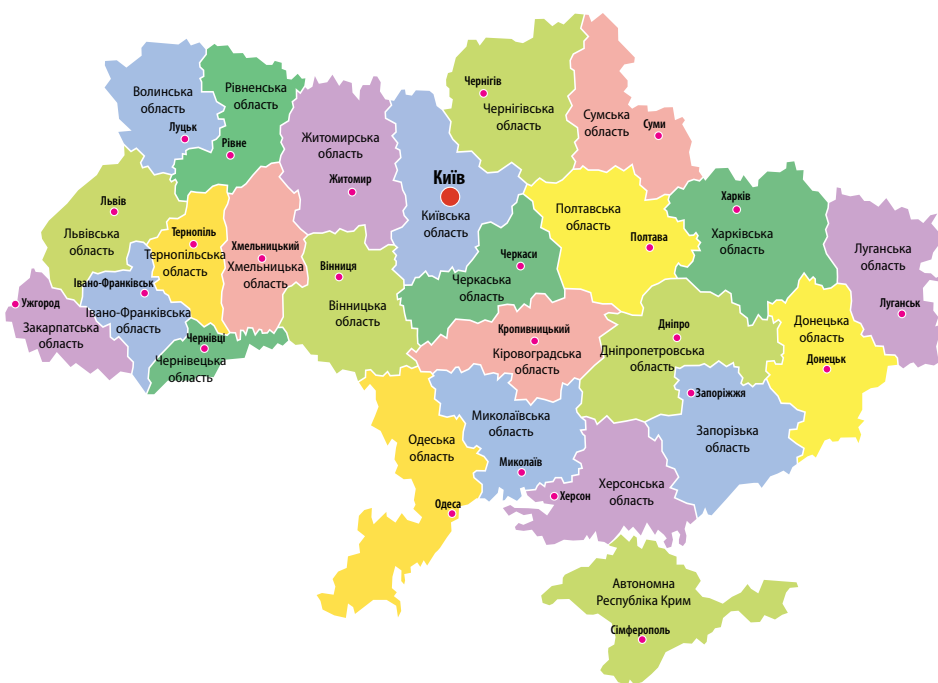 Волинська
область
Луцьк
Рівненська
область
Рівне
Житомирська
область
Житомир
Київ
Київська
область
Чернігів
Чернігівська
область
Сумська
область
Суми
Львів
Львівська
область
Тернопіль
Тернопільська
область
Хмельницький
Хмельницька
область
Вінниця
Вінницька
область
Черкаси
Черкаська
область
Полтавська
область
Полтава
Харків
Харківська
область
Луганська
область
Луганськ
Ужгород
Закарпатська
область
Івано-Франківськ
Івано-Франківська
область
Чернівці
Чернівецька
область
Кропивницький
Кіровоградська
область
Дніпро
Дніпропетровська
область
Донецька
область
Донецьк
Одеська
область
Одеса
Миколаївська
область
Миколаїв
Запоріжжя
Запорізька
область
Херсонська
область
Херсон
Автономна
Республіка Крим
Сімферополь